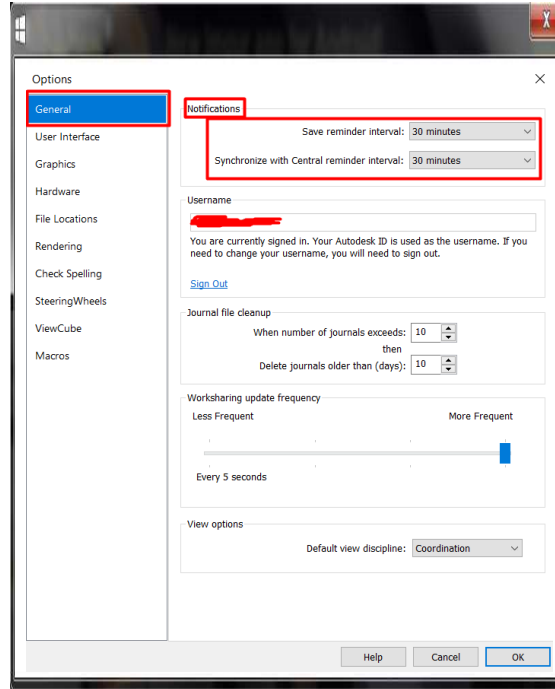 Options
General
User Interface
Graphics
Hardware
File Locations
Rendering
Check Spelling
SteeringWheels
ViewCube
Macros
Notifications
Save reminder interval: 30 minutes
Synchronize with Central reminder interval: 30 minutes
Username
You are currently signed in. Your Autodesk ID is used as the username. If you
need to change your username, you will need to sign out.
Sign Out
Journal file cleanup
When number of journals exceeds: 10
then
Delete journals older than (days): 10
Worksharing update frequency
Less Frequent More Frequent
Every 5 seconds
View options
Default view discipline: Coordination
Help Cancel OK